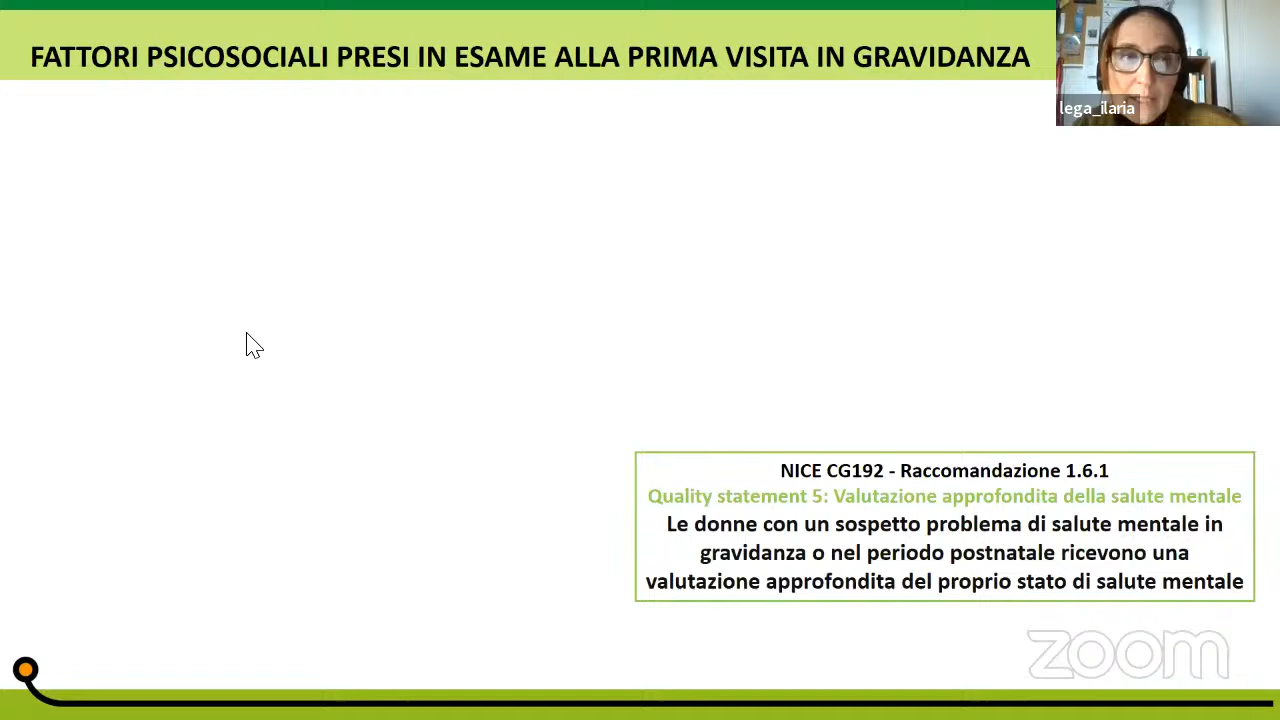 FATTORI PSICOSOCIALI PRESI IN ESAME ALLA PRIMA VISITA IN GRAVIDANZA
lega_ilaria
NICE CG192 - Raccomandazione 1.6.1
Quality statement 5: Valutazione approfondita della salute mentale
Le donne con un sospetto problema di salute mentale in
gravidanza o nel periodo postnatale ricevono una
valutazione approfondita del proprio stato di salute mentale
zoom